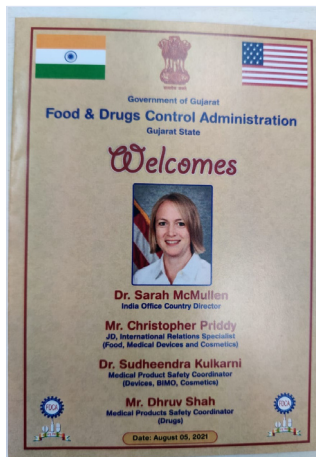 Government of Gujarat
Food & Drugs Control Administration
Gujarat State
Welcomes
Dr. Sarah McMullen
India Office Country Director
Mr. Christopher Priddy
JD, International Relations Specialist
(Food, Medical Devices and Cosmetics)
Dr. Sudheendra Kulkarni
Medical Product Safety Coordinator
(Devices, BIMO, Cosmetics)
Mr. Dhruv Shah
Medical Products Safety Coordinator
(Drugs)
FDCA
FDCA
Date: August 05, 2021